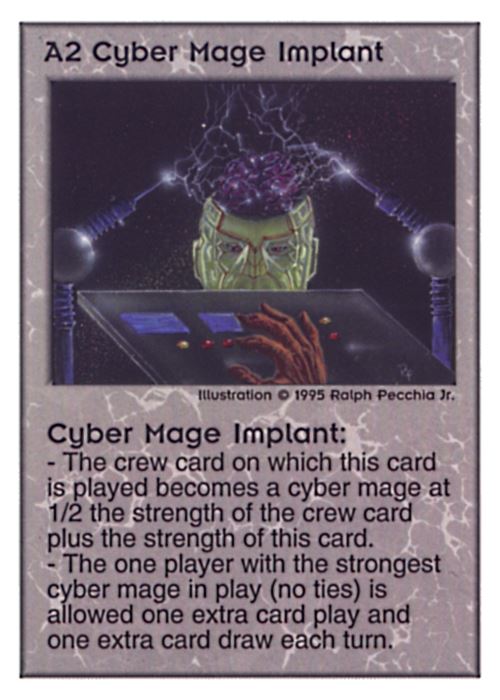 A2 Cyber Mage Implant
Illustration © 1995 Ralph Pecchia Jr.
Cyber Mage Implant:
- The crew card on which this card
is played becomes a cyber mage at
1/2 the strength of the crew card
plus the strength of this card.
- The one player with the strongest
cyber mage in play (no ties) is
allowed one extra card play and
one extra card draw each turn.